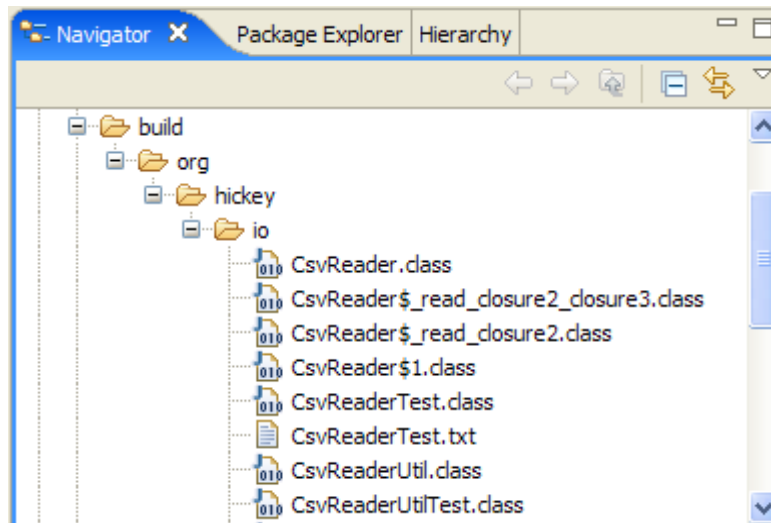 Navigator Package Explorer Hierarchy
build
org
hickey
io
CsvReader.class
CsvReader$_read_closure2_closure3.class
CsvReader$_read_closure2.class
CsvReader$1.class
CsvReaderTest.class
CsvReaderTest.txt
CsvReaderUtil.class
CsvReaderUtilTest.class